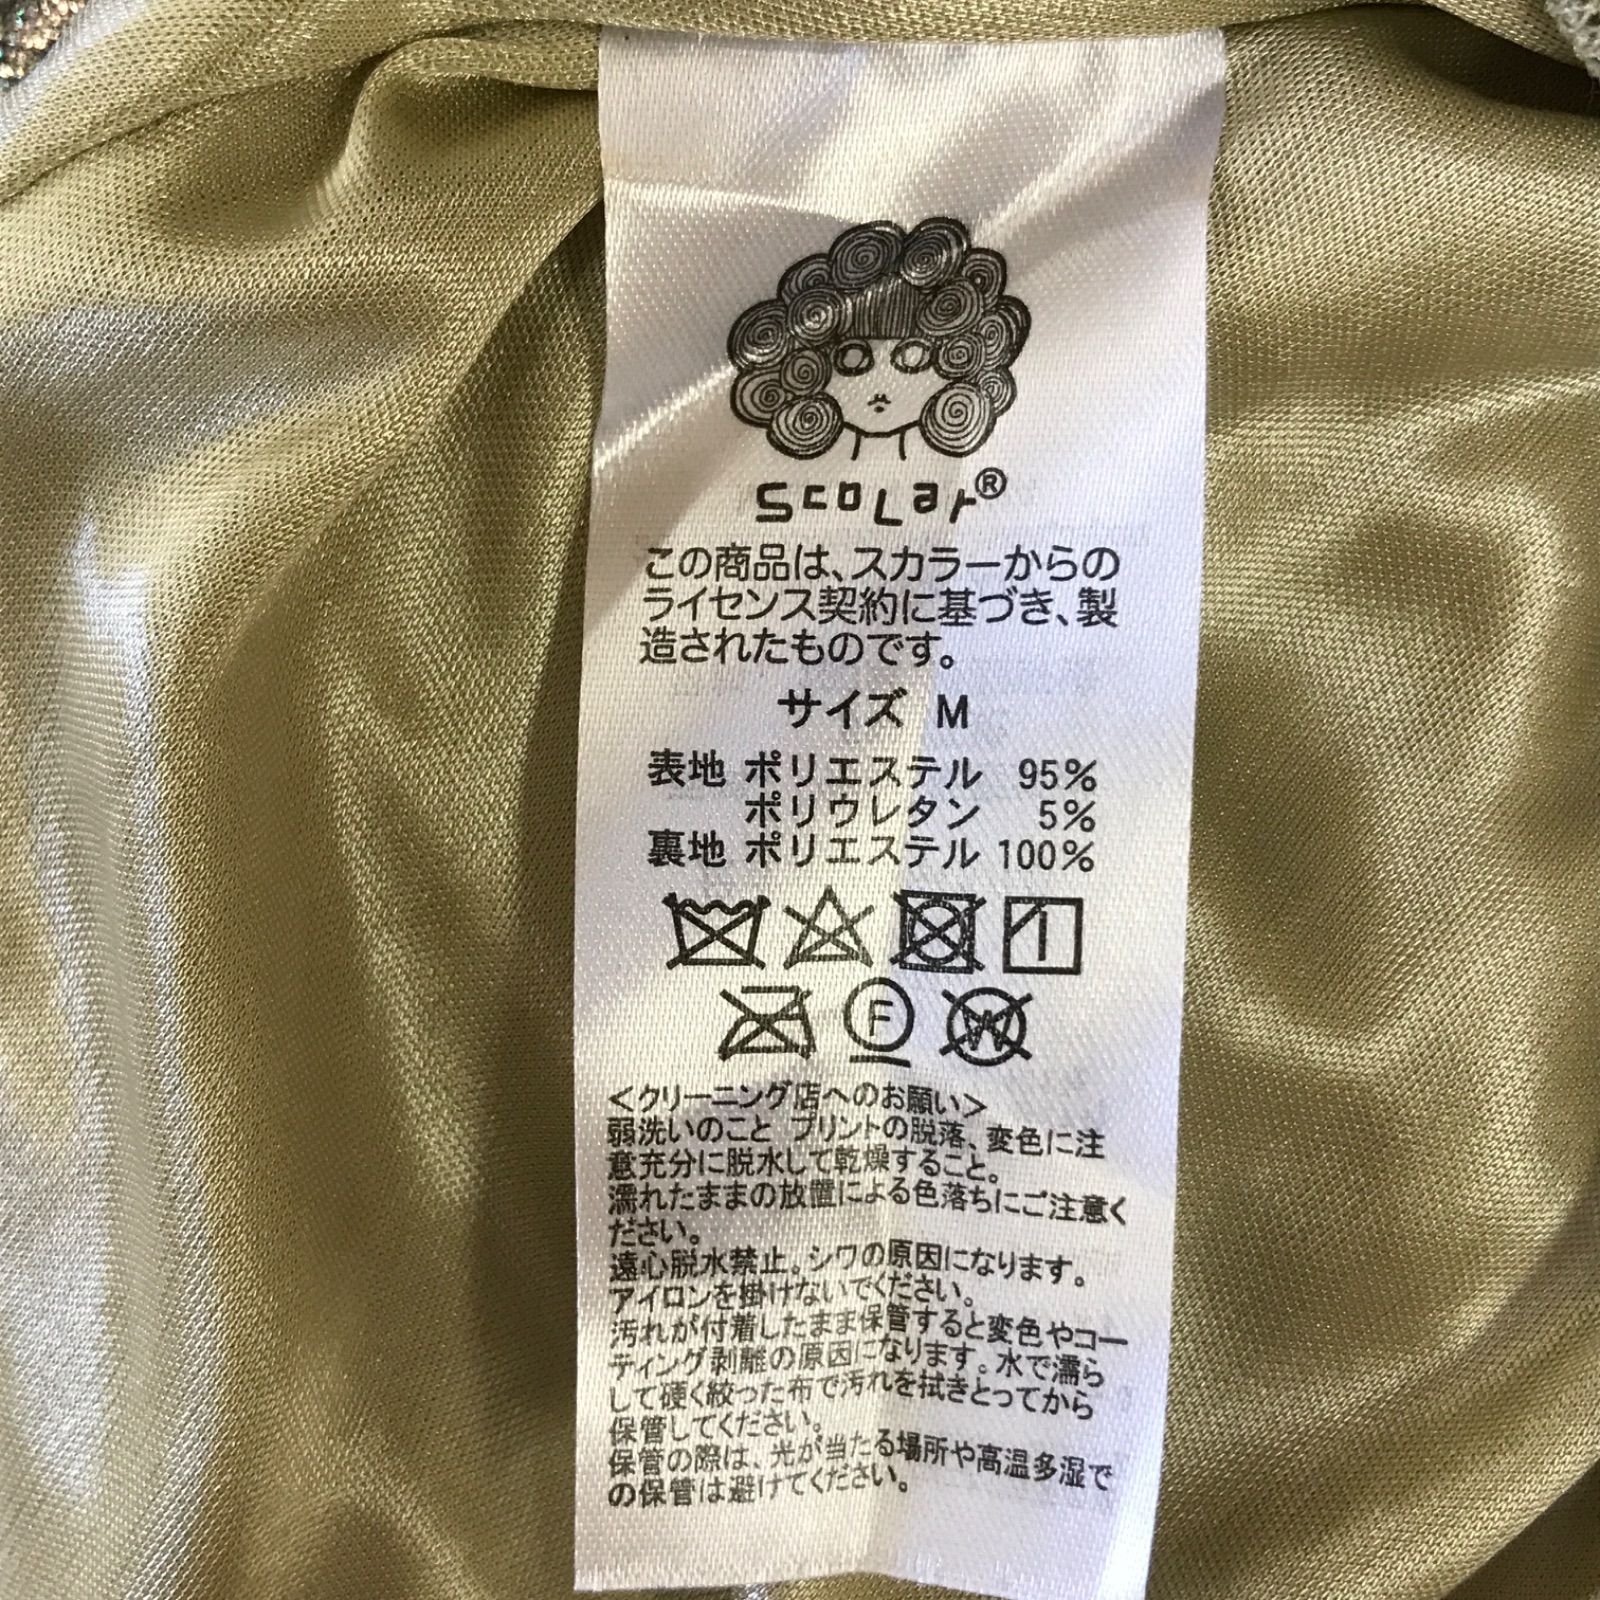 scoLar®
この商品は、スカラーからの
ライセンス契約に基づき、製
造されたものです。
サイズ M
表地 ポリエステル 95%
ポリウレタン 5%
裏地 ポリエステル 100%
F
W
<クリーニング店へのお願い>
弱洗いのこと プリントの脱落、変色に注
意充分に脱水して乾燥すること。
濡れたままの放置による色落ちにご注意く
ださい。
遠心脱水禁止。シワの原因になります。
アイロンを掛けないでください。
汚れが付着したまま保管すると変色やコー
ティング剥離の原因になります。水で濡ら
して硬く絞った布で汚れを拭きとってから
保管してください。
保管の際は、光が当たる場所や高温多湿で
の保管は避けてください。